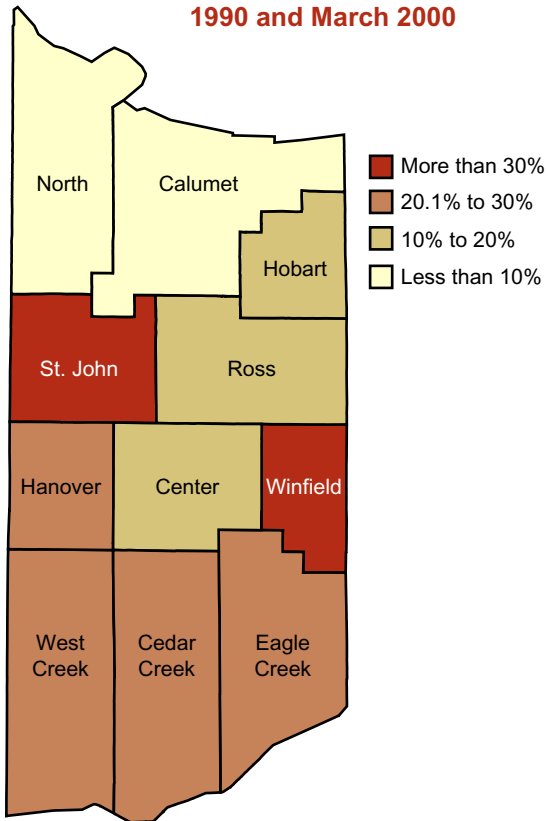 1990 and March 2000
North
Calumet
More than 30%
20.1% to 30%
10% to 20%
Less than 10%
Hobart
St. John
Ross
Hanover
Center
Winfield
West
Creek
Cedar
Creek
Eagle
Creek